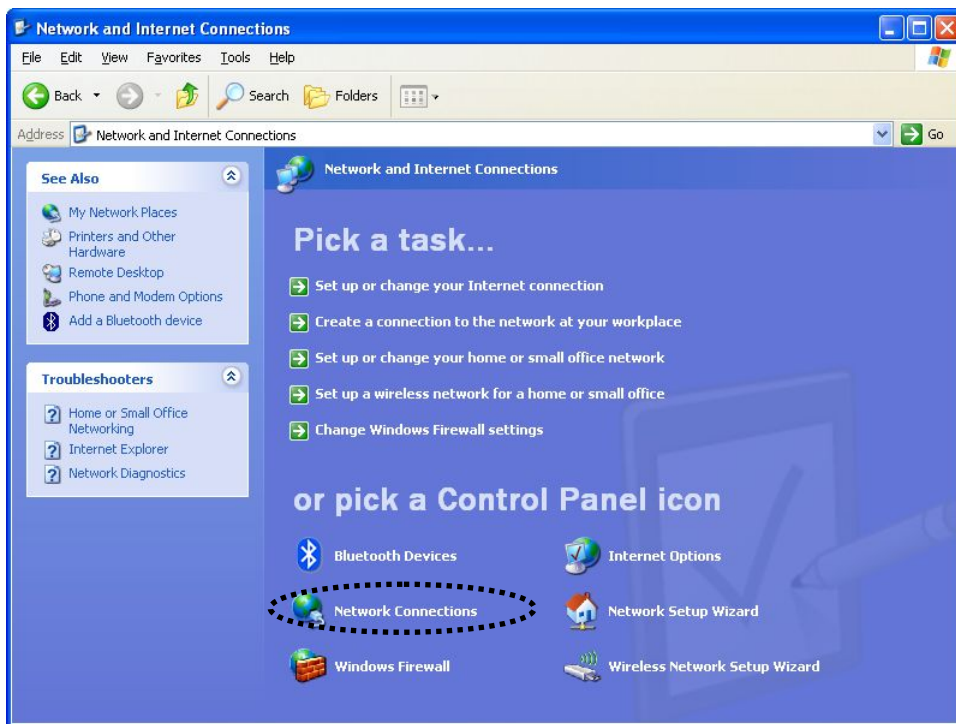 Network and Internet Connections
File Edit View Favorites Tools Help
Back Search Folders
Address Network and Internet Connections Go
See Also
My Network Places
Printers and Other
Hardware
Remote Desktop
Phone and Modem Options
Add a Bluetooth device
Troubleshooters
Home or Small Office
Networking
Internet Explorer
Network Diagnostics
Network and Internet Connections
Pick a task...
Set up or change your Internet connection
Create a connection to the network at your workplace
Set up or change your home or small office network
Set up a wireless network for a home or small office
Change Windows Firewall settings
or pick a Control Panel icon
Bluetooth Devices Internet Options
Network Connections Network Setup Wizard
Windows Firewall Wireless Network Setup Wizard